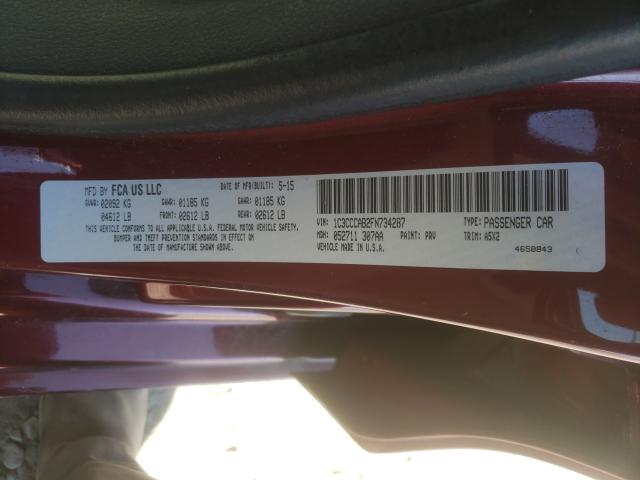 MFD BY FCA US LLC DATE OF MFR(BUILT): 5-15
GVWR: 02092 KG GAWR: 01185 KG GAWR: 01185 KG
04612 LB FRONT: 02612 LB REAR: 02612 LB
THIS VEHICLE CONFORMS TO ALL APPLICABLE U.S.A. FEDERAL MOTOR VEHICLE SAFETY,
BUMPER AND THEFT PREVENTION STANDARDS IN EFFECT ON
THE DATE OF MANUFACTURE SHOWN ABOVE.
VIN: 1C3CCCAB2FN734287 TYPE: PASSENGER CAR
MDH: 052711 307AA PAINT: PRV TRIM: A5X2
VEHICLE MADE IN U.S.A. 4650843